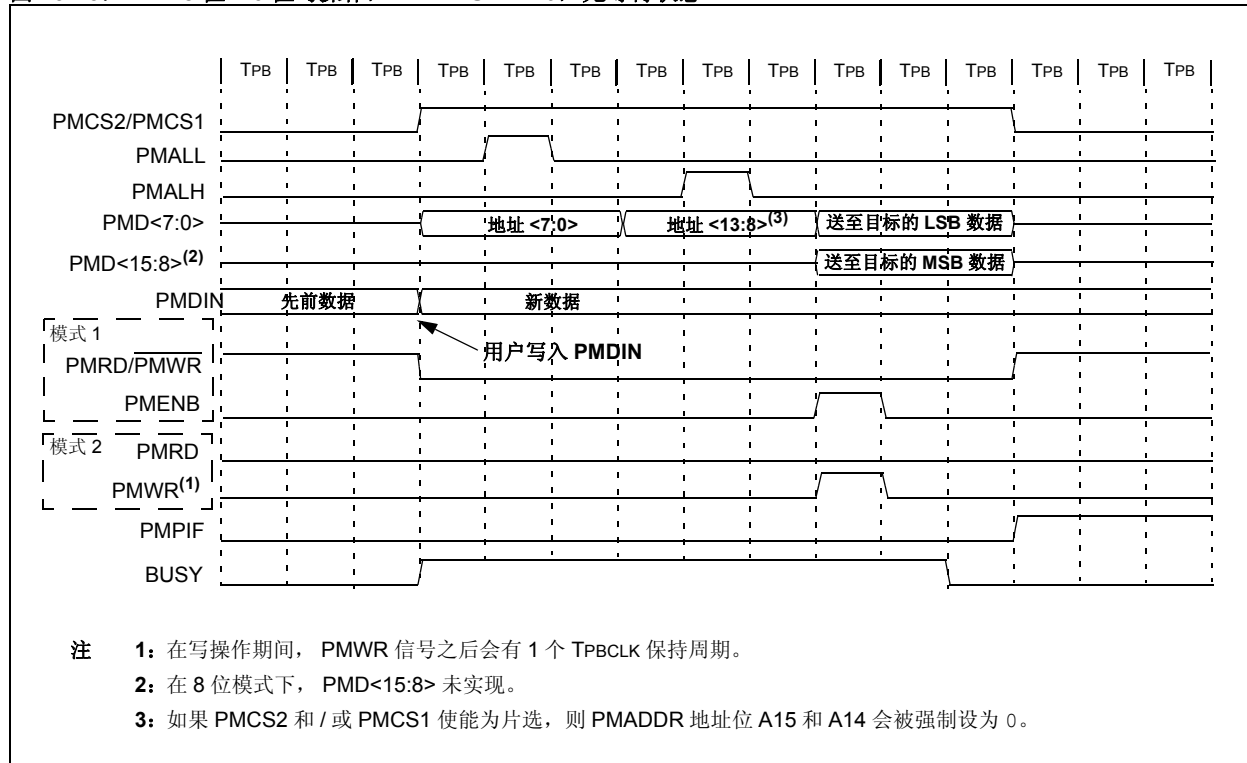 TPB TPB TPB TPB TPB TPB TPB TPB TPB TPB TPB TPB TPB TPB TPB
PMCS2/PMCS1
PMALL
PMALH
PMD<7:0> 地址 <7:0> 地址 <13:8>(3) 送至目标的 LSB 数据
PMD<15:8>(2) 送至目标的 MSB 数据
PMDIN 先前数据 新数据
模式 1
用户写入 PMDIN
PMRD/PMWR
PMENB
模式 2
PMRD
PMWR(1)
PMPIF
BUSY
注 1：在写操作期间， PMWR 信号之后会有 1 个 TPBCLK 保持周期。
2：在 8 位模式下， PMD<15:8> 未实现。
3：如果 PMCS2 和 / 或 PMCS1 使能为片选，则 PMADDR 地址位 A15 和 A14 会被强制设为 0。